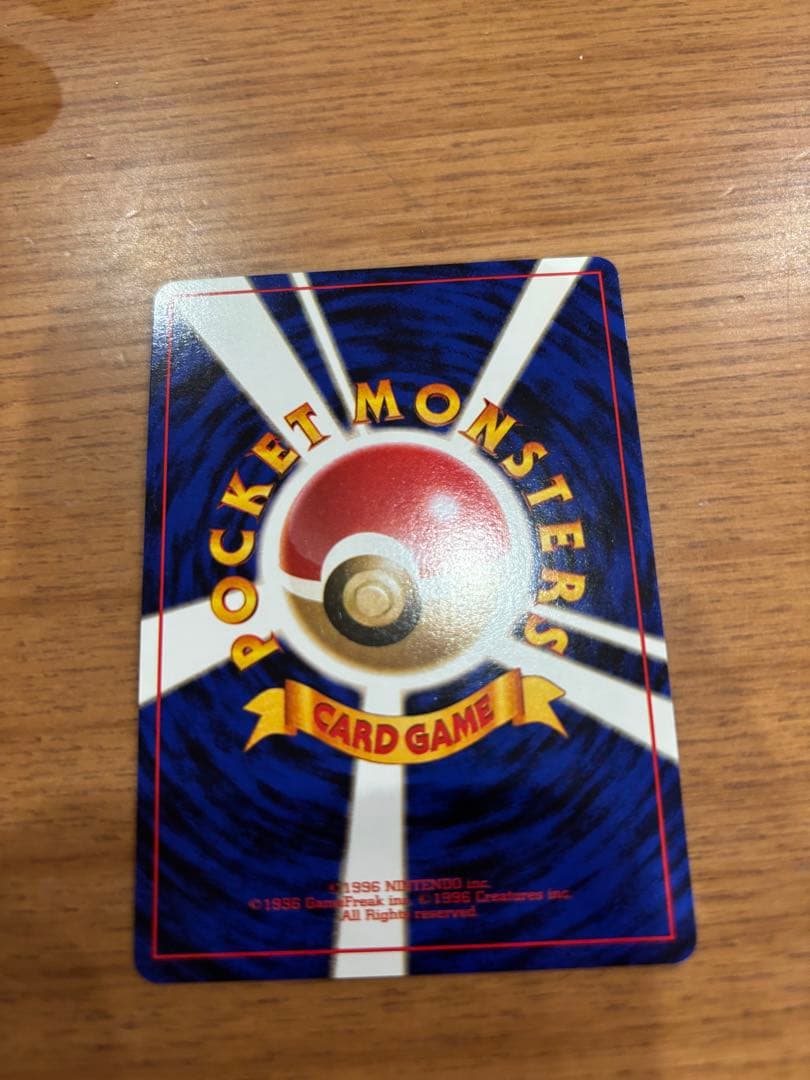 POCKET MONSTERS
CARD GAME
©1996 NINTENDO inc.
©1996 GameFreak inc. ©1996 Creatures inc.
All Rights reserved.